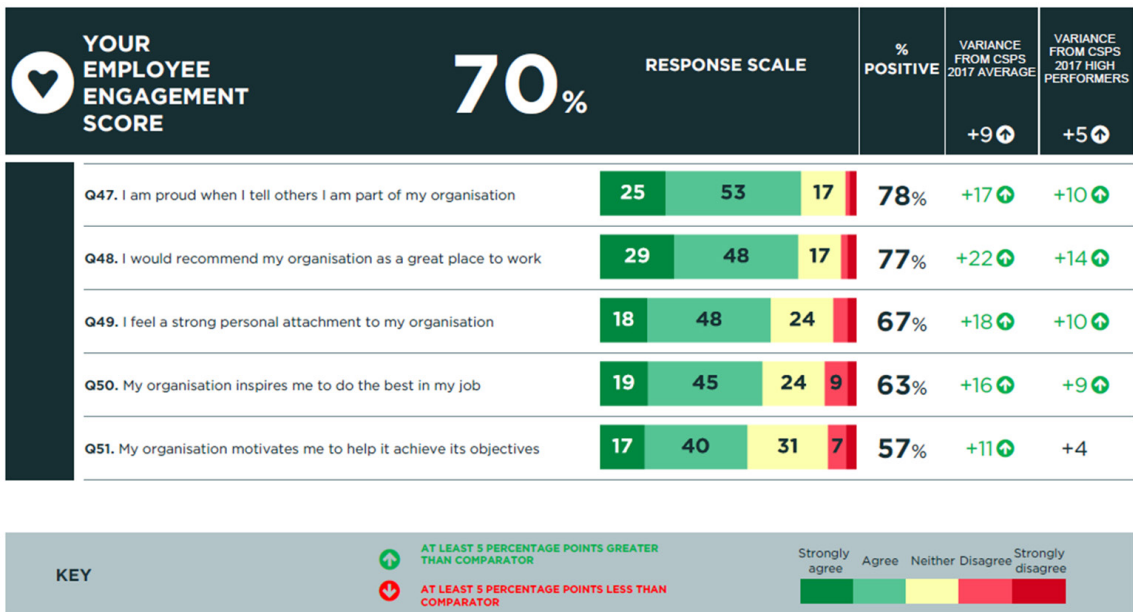 YOUR
EMPLOYEE
ENGAGEMENT
SCORE
70%
RESPONSE SCALE
%
POSITIVE
VARIANCE
FROM CSPS
2017 AVERAGE
+9
VARIANCE
FROM CSPS
2017 HIGH
PERFORMERS
+5
Q47. I am proud when I tell others I am part of my organisation
25 53 17 78% +17 +10
Q48. I would recommend my organisation as a great place to work
29 48 17 77% +22 +14
Q49. I feel a strong personal attachment to my organisation
18 48 24 67% +18 +10
Q50. My organisation inspires me to do the best in my job
19 45 24 9 63% +16 +9
Q51. My organisation motivates me to help it achieve its objectives
17 40 31 7 57% +11 +4
KEY
AT LEAST 5 PERCENTAGE POINTS GREATER
THAN COMPARATOR
AT LEAST 5 PERCENTAGE POINTS LESS THAN
COMPARATOR
Strongly
agree
Agree
Neither
Disagree
Strongly
disagree